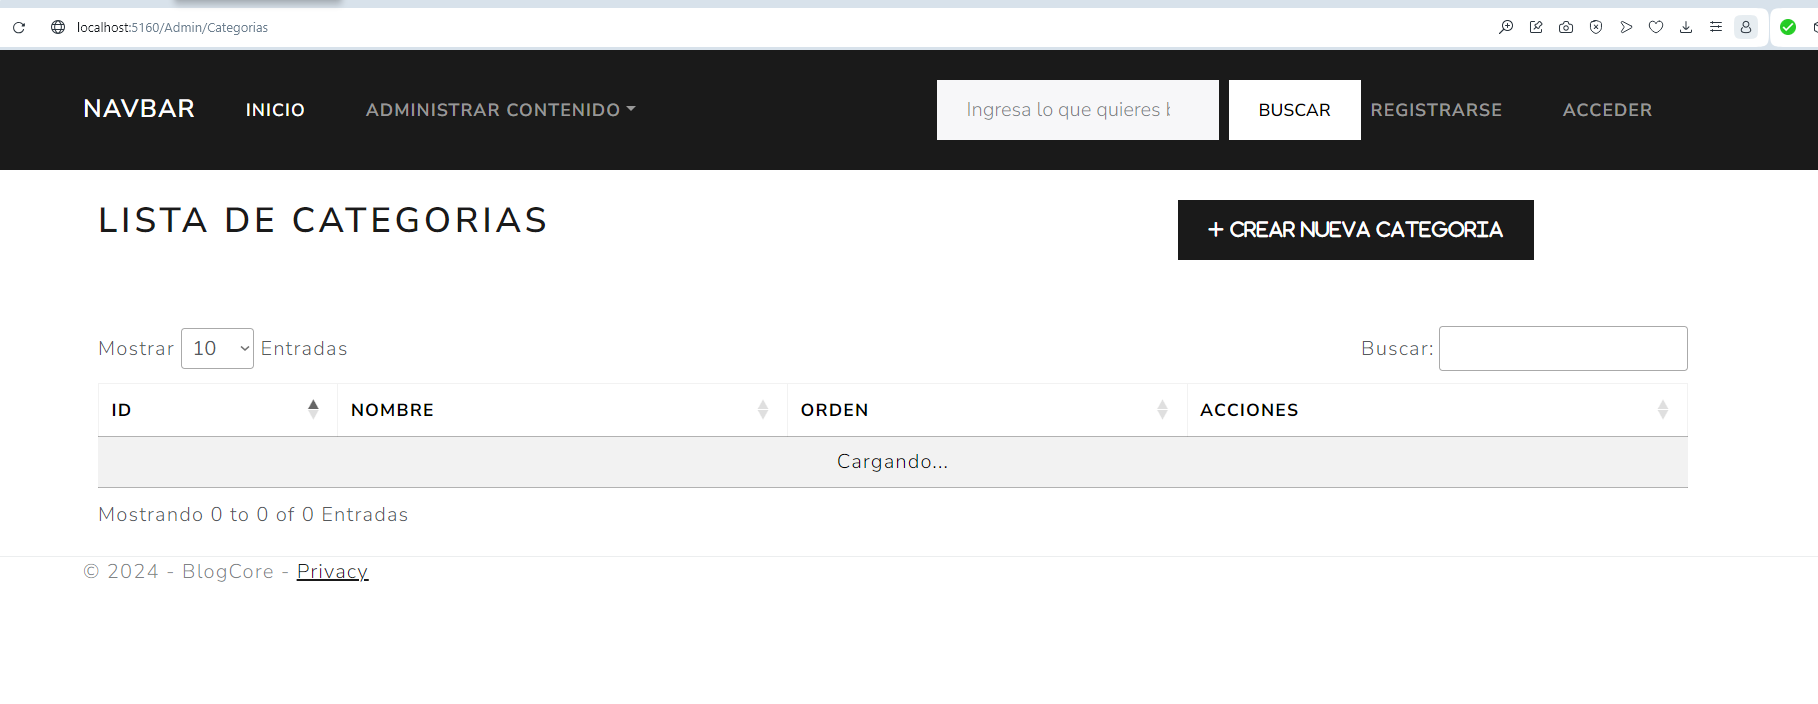 localhost:5160/Admin/Categorias
NAVBAR INICIO ADMINISTRAR CONTENIDO Ingresa lo que quieres b BUSCAR REGISTRARSE ACCEDER
LISTA DE CATEGORIAS + CREAR NUEVA CATEGORIA
Mostrar 10 Entradas Buscar:
ID NOMBRE ORDEN ACCIONES
Cargando...
Mostrando 0 to 0 of 0 Entradas
© 2024 - BlogCore - Privacy